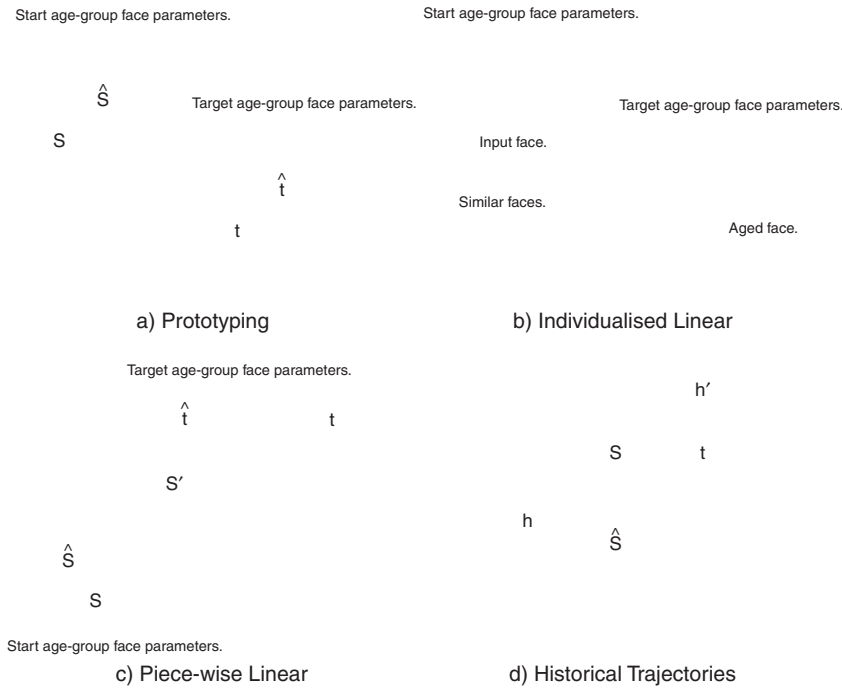 Start age-group face parameters.
Ŝ
Target age-group face parameters.
S
t̂
t
a) Prototyping
Start age-group face parameters.
Target age-group face parameters.
Input face.
Similar faces.
Aged face.
b) Individualised Linear
Target age-group face parameters.
t̂
t
S′
Ŝ
S
Start age-group face parameters.
c) Piece-wise Linear
h′
S
t
h
Ŝ
d) Historical Trajectories